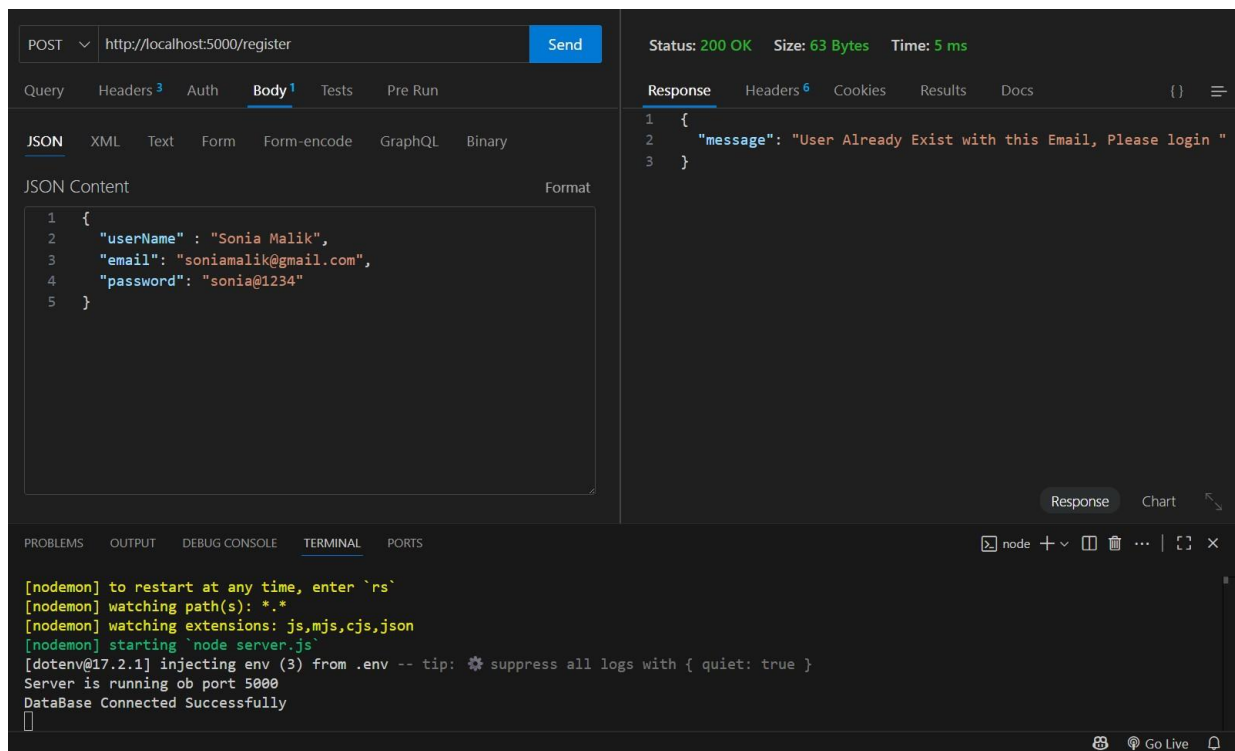 POST http://localhost:5000/register Send
Query Headers 3 Auth Body 1 Tests Pre Run
JSON XML Text Form Form-encode GraphQL Binary
JSON Content Format
1 {
2 "userName" : "Sonia Malik",
3 "email": "soniamalik@gmail.com",
4 "password": "sonia@1234"
5 }
Status: 200 OK Size: 63 Bytes Time: 5 ms
Response Headers 6 Cookies Results Docs {}
1 {
2 "message": "User Already Exist with this Email, Please login "
3 }
Response Chart
PROBLEMS OUTPUT DEBUG CONSOLE TERMINAL PORTS node
[nodemon] to restart at any time, enter `rs`
[nodemon] watching path(s): *.*
[nodemon] watching extensions: js,mjs,cjs,json
[nodemon] starting `node server.js`
[dotenv@17.2.1] injecting env (3) from .env -- tip: ⚙️ suppress all logs with { quiet: true }
Server is running ob port 5000
DataBase Connected Successfully
Go Live